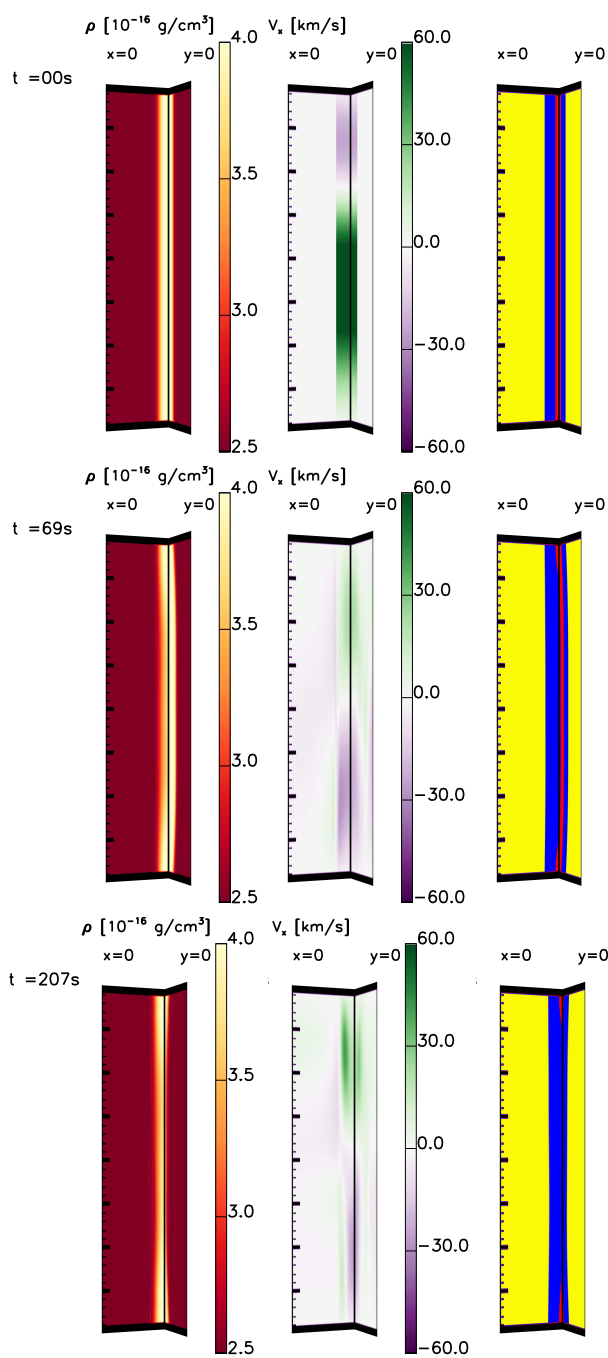 ρ [10⁻¹⁶ g/cm³] Vₓ [km/s]
x=0 y=0 4.0 x=0 y=0 60.0 x=0 y=0
t =00s
3.5 30.0
3.0 0.0
−30.0
2.5 −60.0
ρ [10⁻¹⁶ g/cm³] Vₓ [km/s]
x=0 y=0 4.0 x=0 y=0 60.0 x=0 y=0
t =69s
3.5 30.0
3.0 0.0
−30.0
2.5 −60.0
ρ [10⁻¹⁶ g/cm³] Vₓ [km/s]
x=0 y=0 4.0 x=0 y=0 60.0 x=0 y=0
t =207s
3.5 30.0
3.0 0.0
−30.0
2.5 −60.0